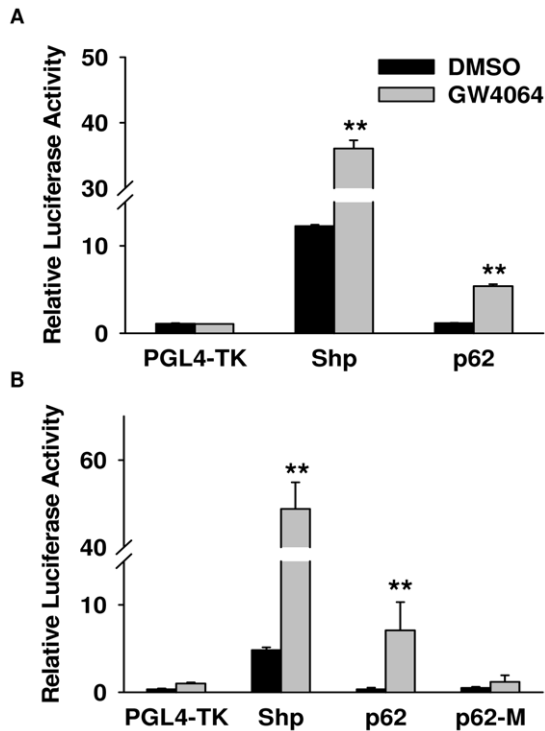 A
Relative Luciferase Activity
50
40
30
10
0
DMSO
GW4064
**
**
PGL4-TK Shp p62
B
Relative Luciferase Activity
60
40
10
0
**
**
PGL4-TK Shp p62 p62-M